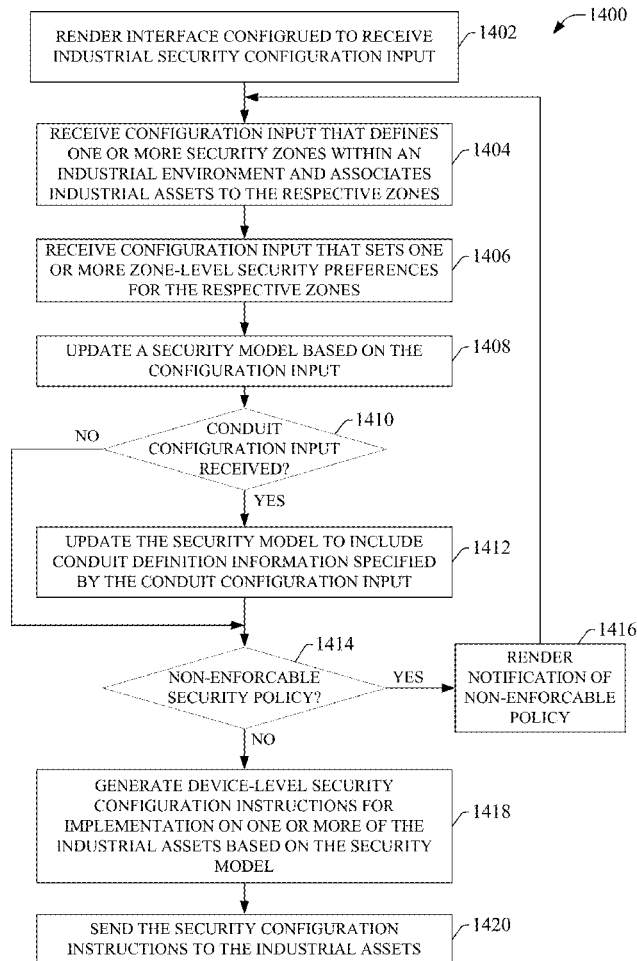 1400
RENDER INTERFACE CONFIGRUED TO RECEIVE
INDUSTRIAL SECURITY CONFIGURATION INPUT
1402
RECEIVE CONFIGURATION INPUT THAT DEFINES
ONE OR MORE SECURITY ZONES WITHIN AN
INDUSTRIAL ENVIRONMENT AND ASSOCIATES
INDUSTRIAL ASSETS TO THE RESPECTIVE ZONES
1404
RECEIVE CONFIGURATION INPUT THAT SETS ONE
OR MORE ZONE-LEVEL SECURITY PREFERENCES
FOR THE RESPECTIVE ZONES
1406
UPDATE A SECURITY MODEL BASED ON THE
CONFIGURATION INPUT
1408
1410
CONDUIT
CONFIGURATION INPUT
RECEIVED?
NO
YES
UPDATE THE SECURITY MODEL TO INCLUDE
CONDUIT DEFINITION INFORMATION SPECIFIED
BY THE CONDUIT CONFIGURATION INPUT
1412
1414
NON-ENFORCABLE
SECURITY POLICY?
YES
NO
1416
RENDER
NOTIFICATION OF
NON-ENFORCABLE
POLICY
GENERATE DEVICE-LEVEL SECURITY
CONFIGURATION INSTRUCTIONS FOR
IMPLEMENTATION ON ONE OR MORE OF THE
INDUSTRIAL ASSETS BASED ON THE SECURITY
MODEL
1418
SEND THE SECURITY CONFIGURATION
INSTRUCTIONS TO THE INDUSTRIAL ASSETS
1420